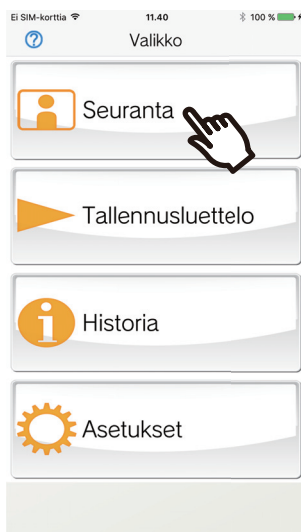 Ei SIM-korttia 11.40 100 %
? Valikko
Seuranta
Tallennusluettelo
Historia
Asetukset